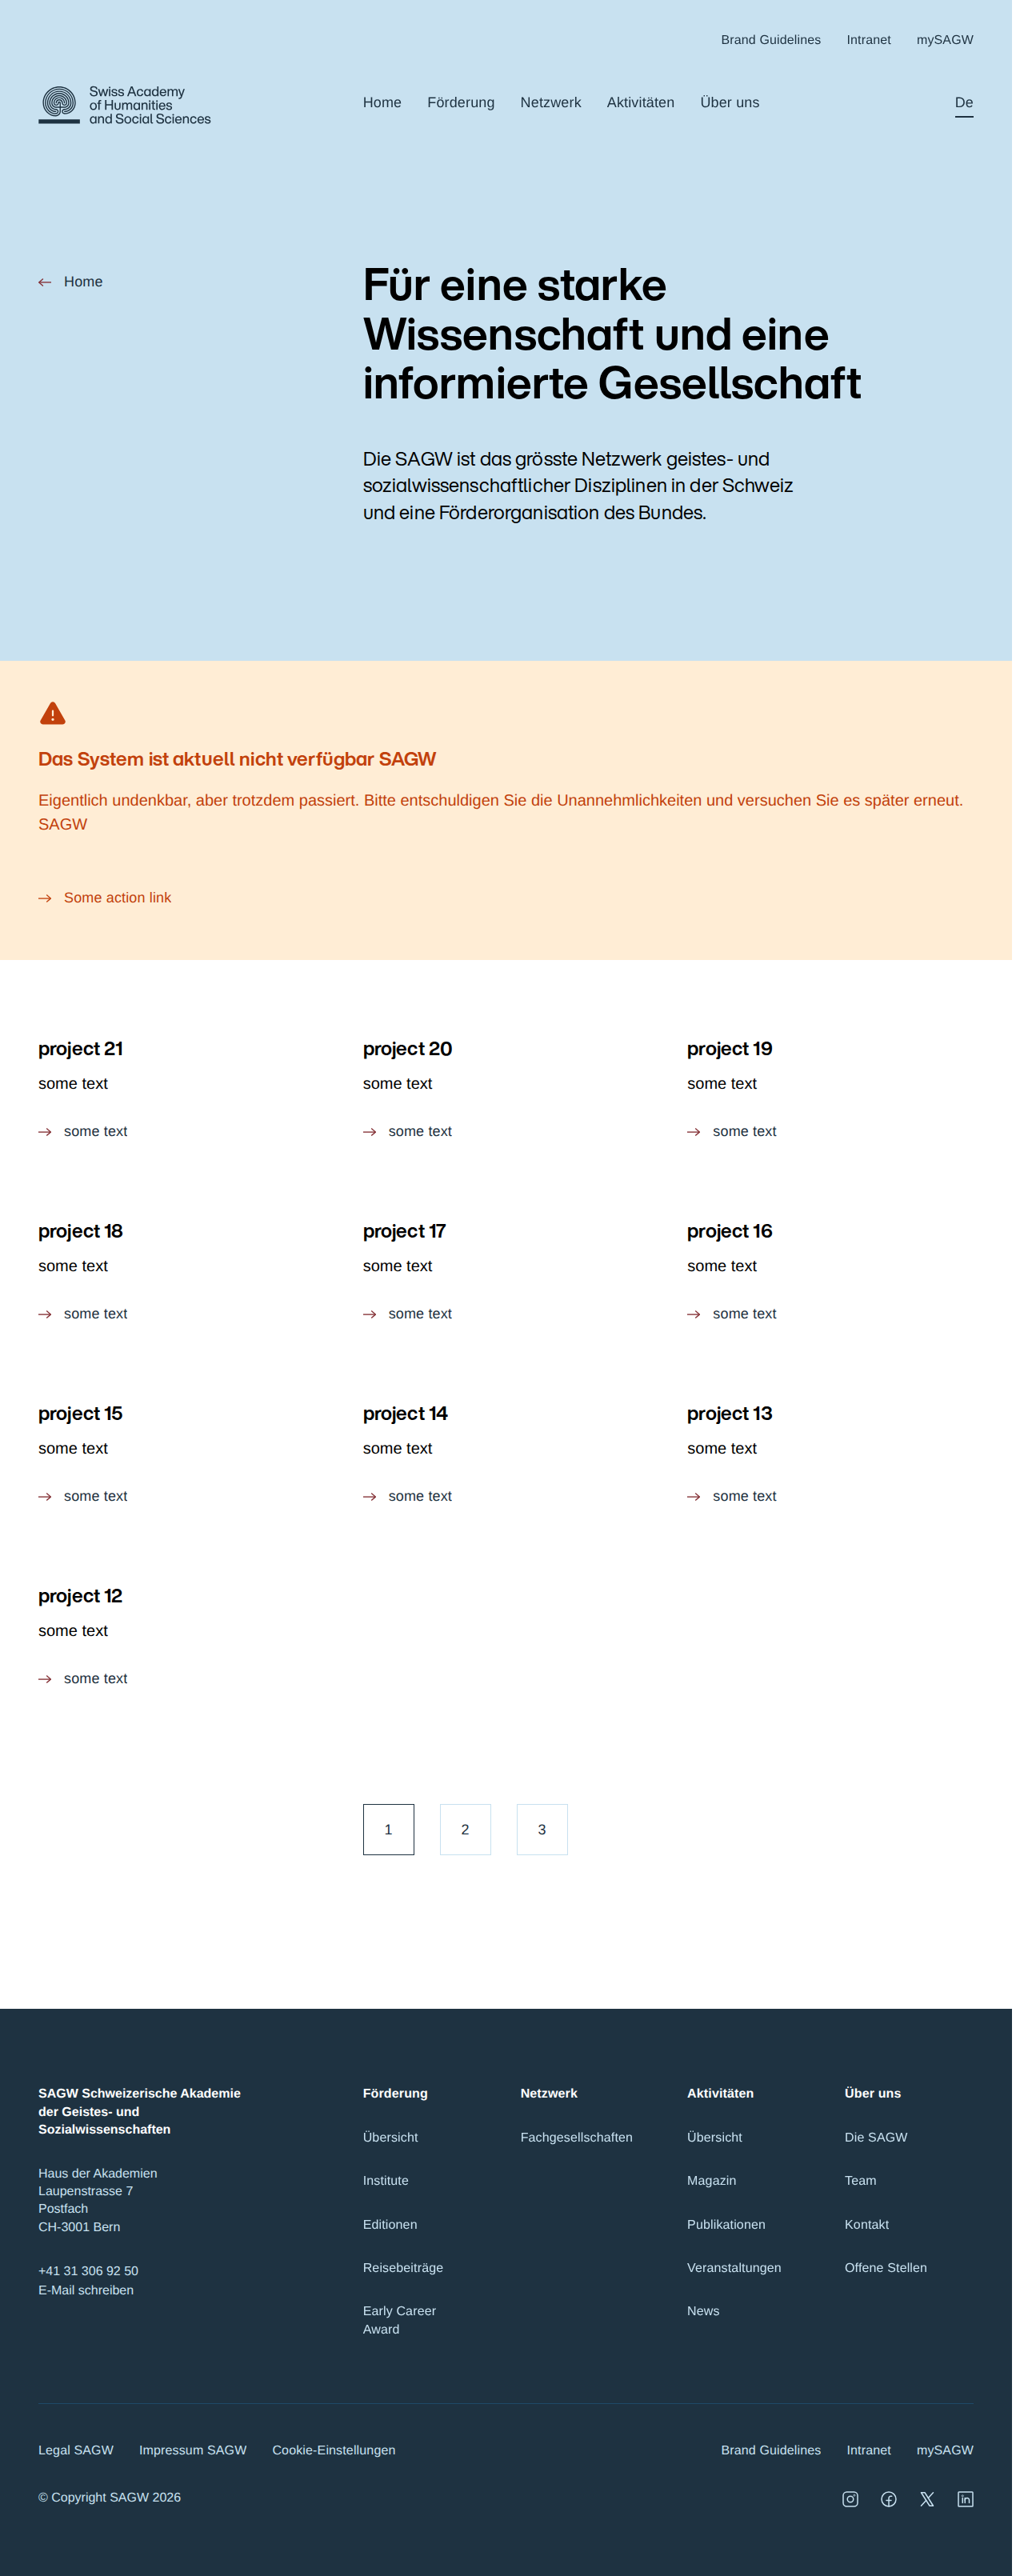 Brand Guidelines Intranet mySAGW
Swiss Academy
of Humanities
and Social Sciences
Home Förderung Netzwerk Aktivitäten Über uns De
Home
Für eine starke
Wissenschaft und eine
informierte Gesellschaft
Die SAGW ist das grösste Netzwerk geistes- und
sozialwissenschaftlicher Disziplinen in der Schweiz
und eine Förderorganisation des Bundes.
Das System ist aktuell nicht verfügbar SAGW
Eigentlich undenkbar, aber trotzdem passiert. Bitte entschuldigen Sie die Unannehmlichkeiten und versuchen Sie es später erneut.
SAGW
Some action link
project 21 project 20 project 19
some text some text some text
some text some text some text
project 18 project 17 project 16
some text some text some text
some text some text some text
project 15 project 14 project 13
some text some text some text
some text some text some text
project 12
some text
some text
1 2 3
SAGW Schweizerische Akademie
der Geistes- und
Sozialwissenschaften
Haus der Akademien
Laupenstrasse 7
Postfach
CH-3001 Bern
+41 31 306 92 50
E-Mail schreiben
Förderung
Übersicht
Institute
Editionen
Reisebeiträge
Early Career
Award
Netzwerk
Fachgesellschaften
Aktivitäten
Übersicht
Magazin
Publikationen
Veranstaltungen
News
Über uns
Die SAGW
Team
Kontakt
Offene Stellen
Legal SAGW Impressum SAGW Cookie-Einstellungen Brand Guidelines Intranet mySAGW
© Copyright SAGW 2026